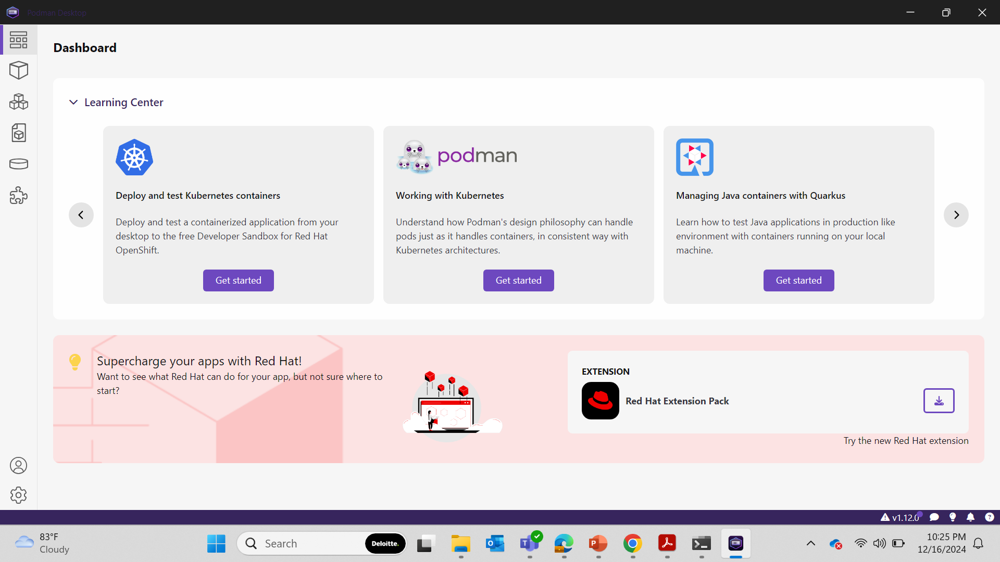 Podman Desktop
Dashboard
Learning Center
podman
Deploy and test Kubernetes containers
Deploy and test a containerized application from your
desktop to the free Developer Sandbox for Red Hat
OpenShift.
Get started
Working with Kubernetes
Understand how Podman's design philosophy can handle
pods just as it handles containers, in consistent way with
Kubernetes architectures.
Get started
Managing Java containers with Quarkus
Learn how to test Java applications in production like
environment with containers running on your local
machine.
Get started
Supercharge your apps with Red Hat!
Want to see what Red Hat can do for your app, but not sure where to
start?
EXTENSION
Red Hat Extension Pack
Try the new Red Hat extension
v1.12.0
83°F
Cloudy
Search
Deloitte.
10:25 PM
12/16/2024